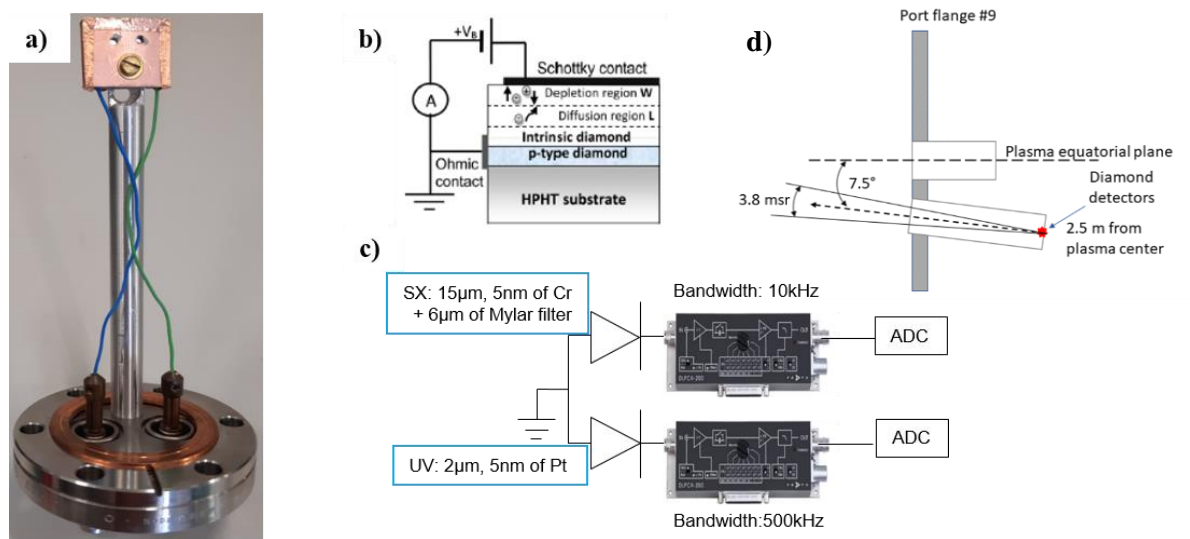 a)
b)
+V_B
A
Schottky contact
Depletion region W
Diffusion region L
Intrinsic diamond
p-type diamond
Ohmic
contact
HPHT substrate
c)
SX: 15µm, 5nm of Cr
+ 6µm of Mylar filter
Bandwidth: 10kHz
ADC
UV: 2µm, 5nm of Pt
Bandwidth:500kHz
ADC
d)
Port flange #9
Plasma equatorial plane
7.5°
3.8 msr
Diamond
detectors
2.5 m from
plasma center